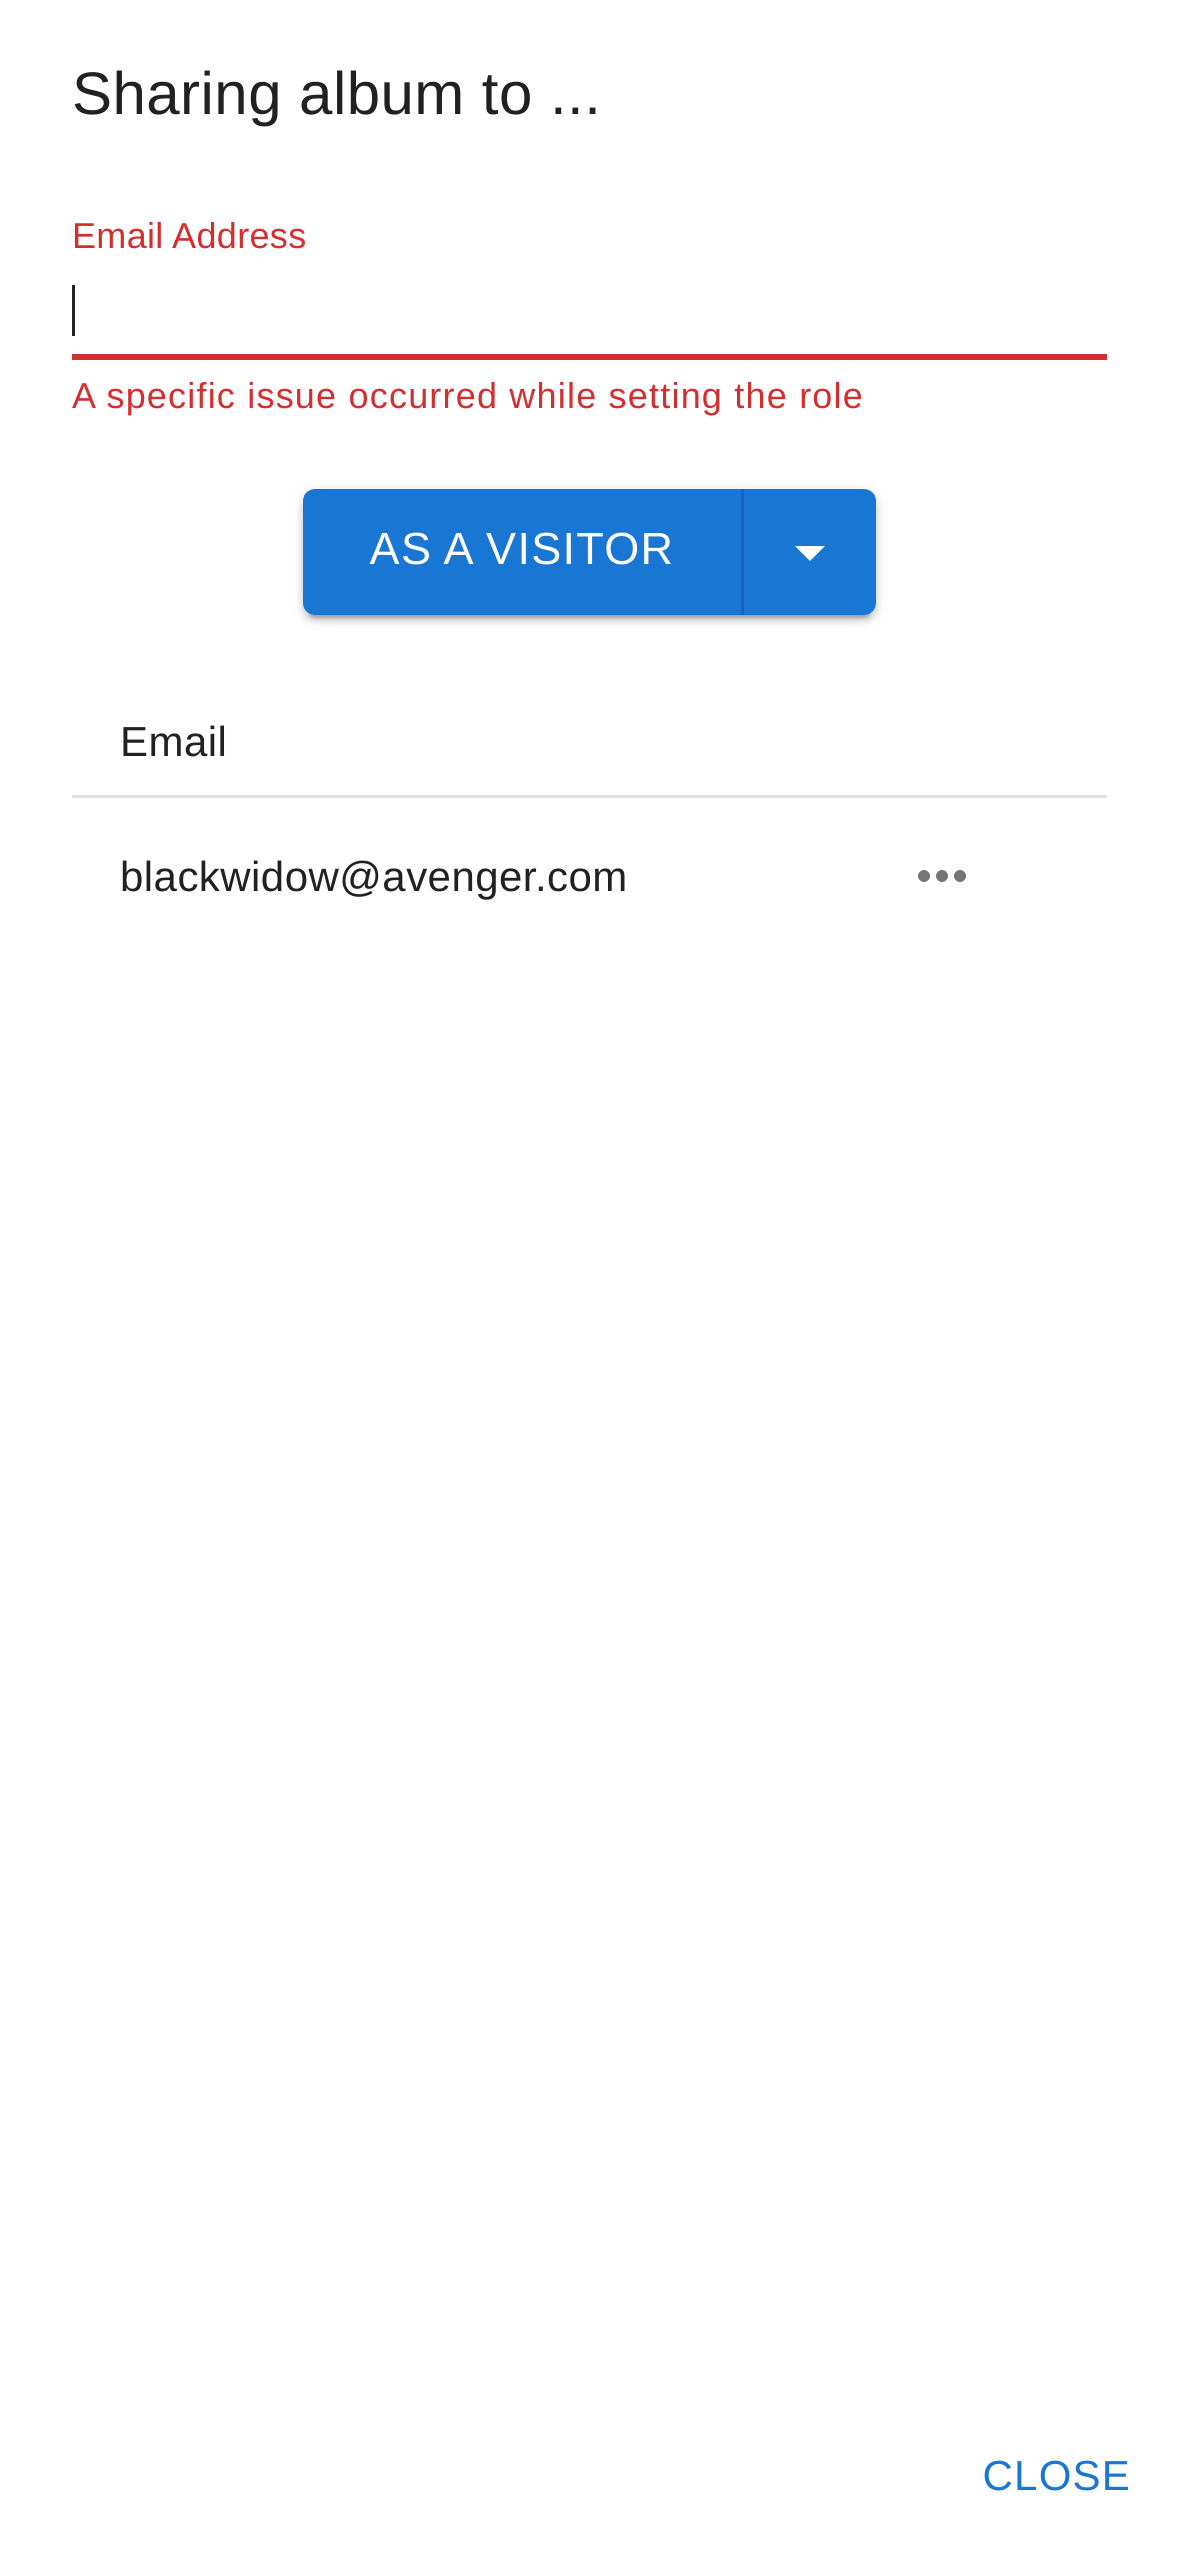 Sharing album to ...
Email Address
A specific issue occurred while setting the role
AS A VISITOR
Email
blackwidow@avenger.com
CLOSE